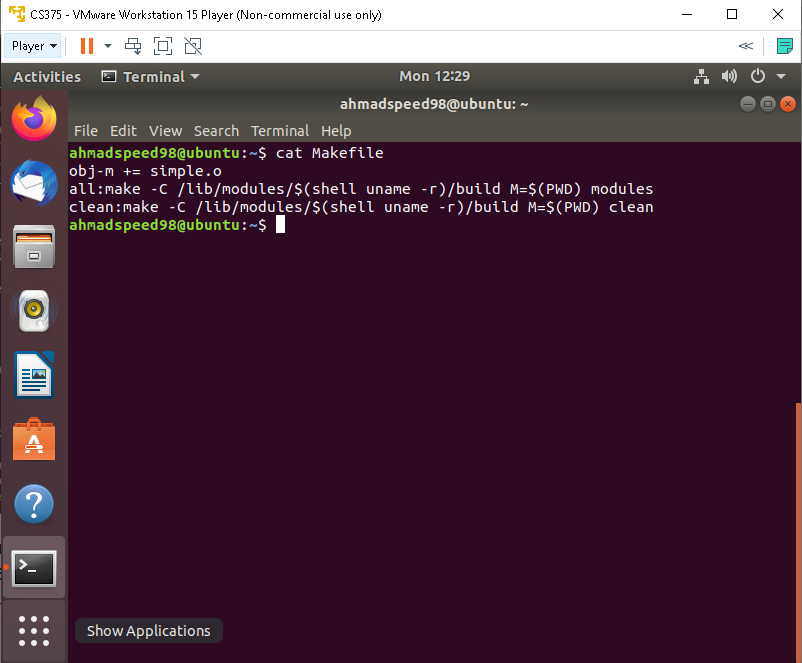 CS375 - VMware Workstation 15 Player (Non-commercial use only)
Player
Activities Terminal Mon 12:29
ahmadspeed98@ubuntu: ~
File Edit View Search Terminal Help
ahmadspeed98@ubuntu:~$ cat Makefile
obj-m += simple.o
all:make -C /lib/modules/$(shell uname -r)/build M=$(PWD) modules
clean:make -C /lib/modules/$(shell uname -r)/build M=$(PWD) clean
ahmadspeed98@ubuntu:~$
Show Applications